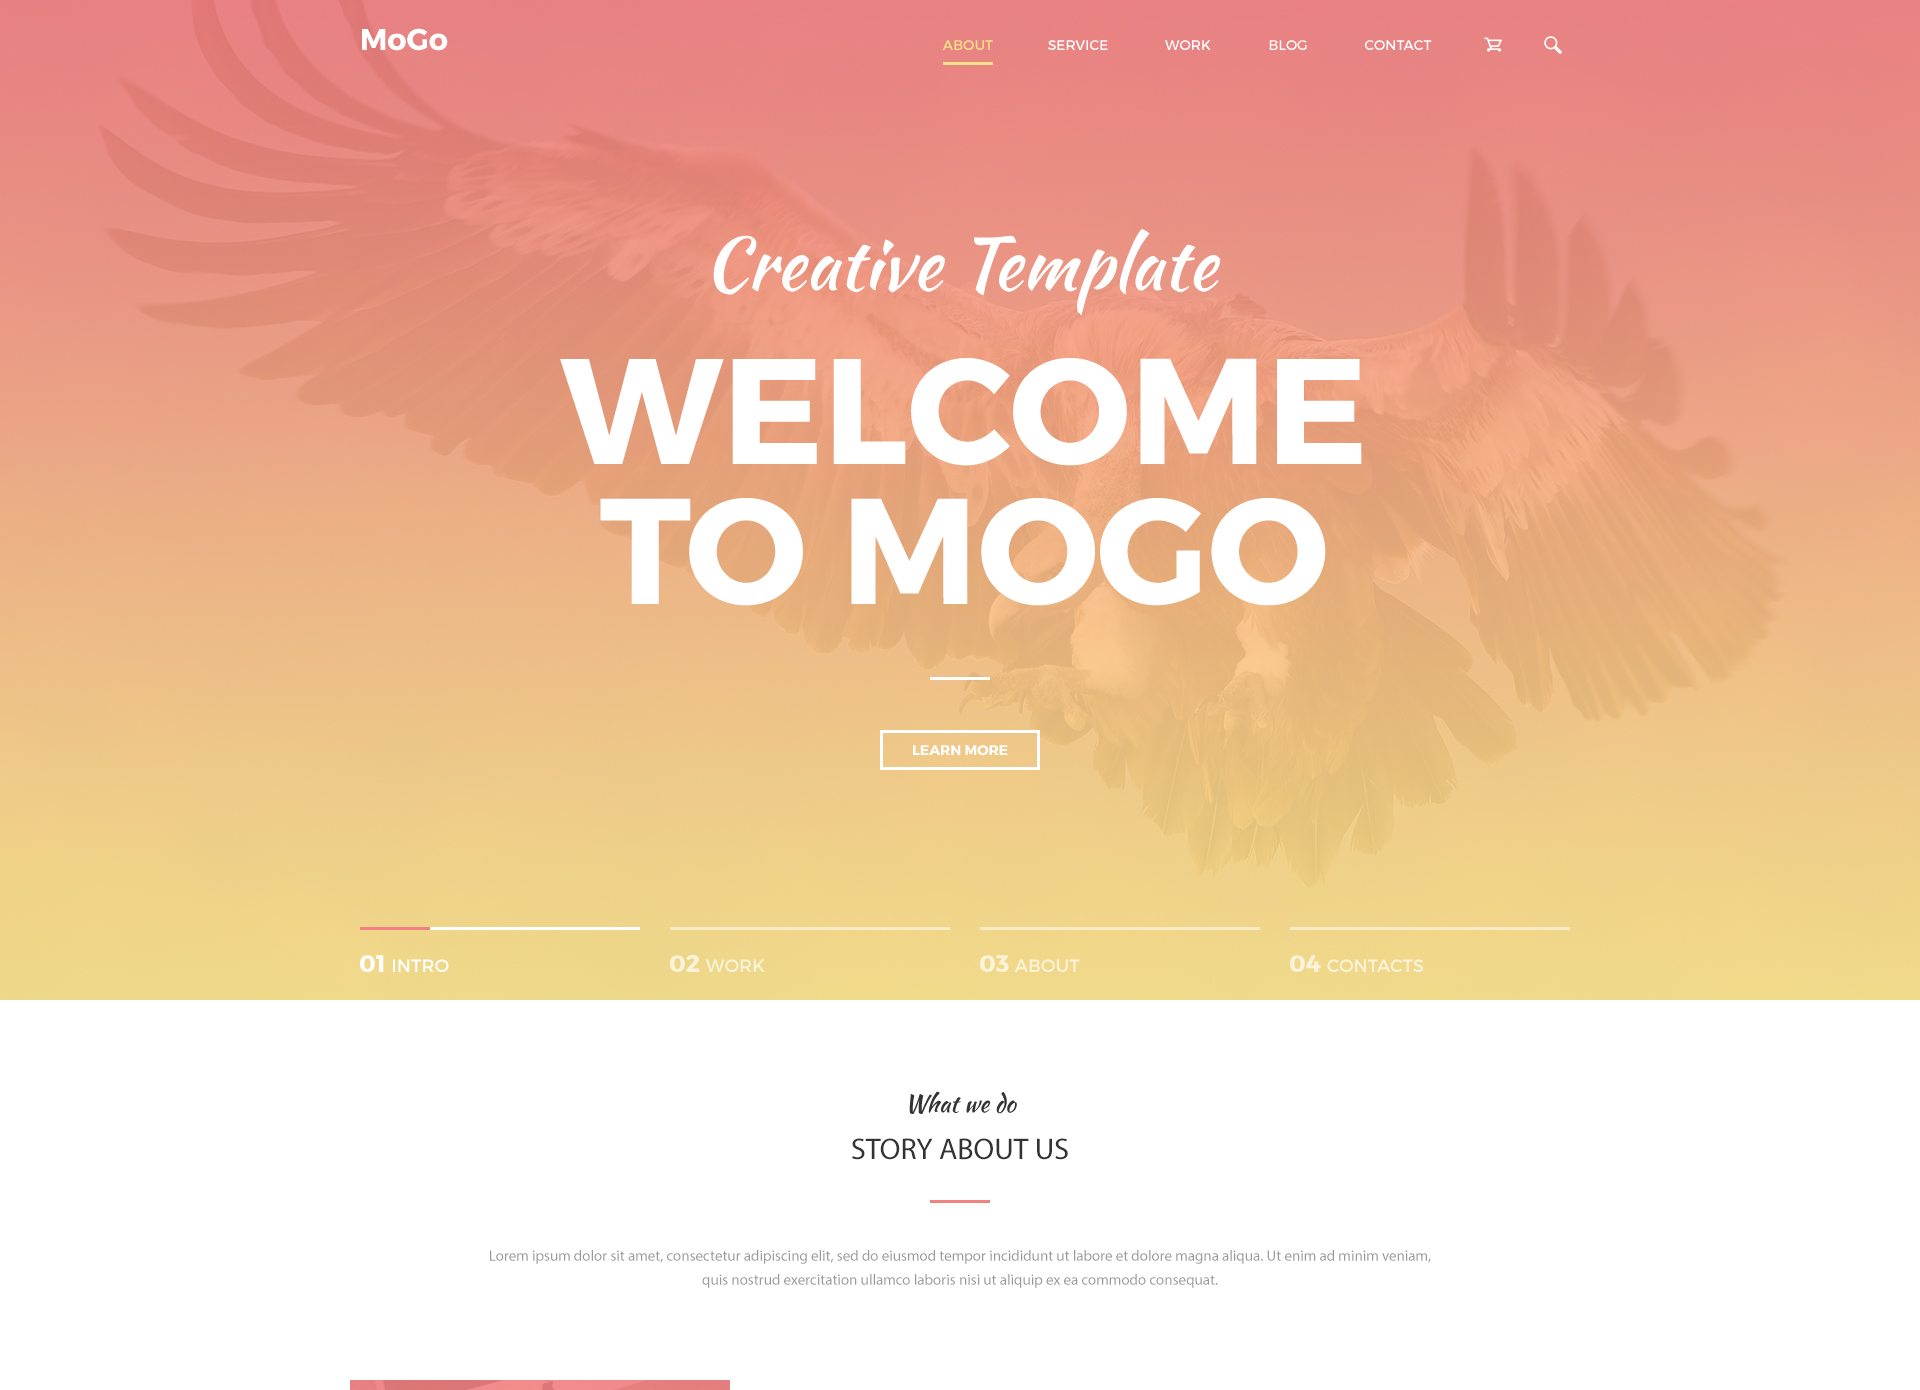 MoGo
ABOUT SERVICE WORK BLOG CONTACT
Creative Template
WELCOME
TO MOGO
LEARN MORE
01 INTRO
02 WORK
03 ABOUT
04 CONTACTS
What we do
STORY ABOUT US
Lorem ipsum dolor sit amet, consectetur adipiscing elit, sed do eiusmod tempor incididunt ut labore et dolore magna aliqua. Ut enim ad minim veniam,
quis nostrud exercitation ullamco laboris nisi ut aliquip ex ea commodo consequat.